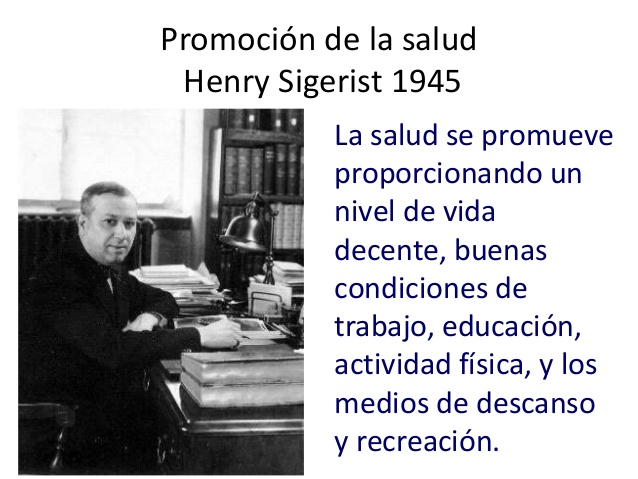 Promoción de la salud
Henry Sigerist 1945
La salud se promueve
proporcionando un
nivel de vida
decente, buenas
condiciones de
trabajo, educación,
actividad física, y los
medios de descanso
y recreación.